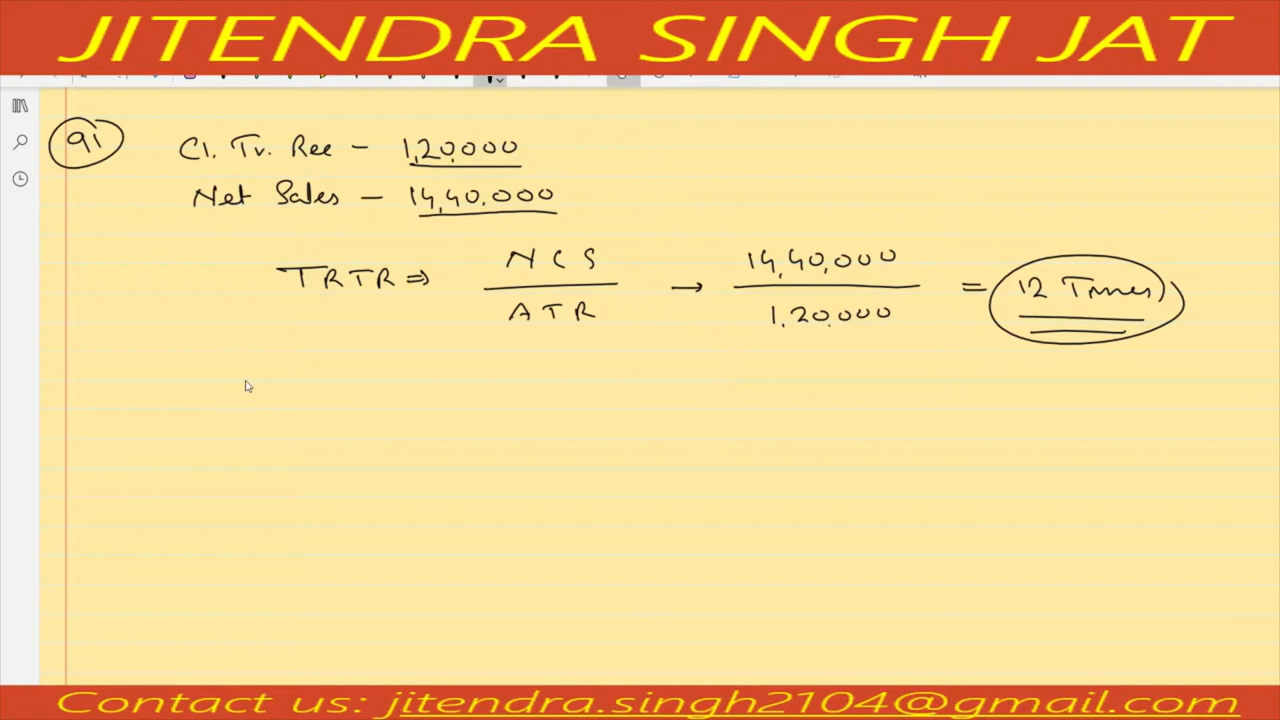 JITENDRA SINGH JAT
91
Cl. Tr. Rec - 1,20,000
Net Sales - 14,40,000
TRTR ⇒ NCS / ATR → 14,40,000 / 1,20,000 = 12 Times
Contact us: jitendra.singh2104@gmail.com